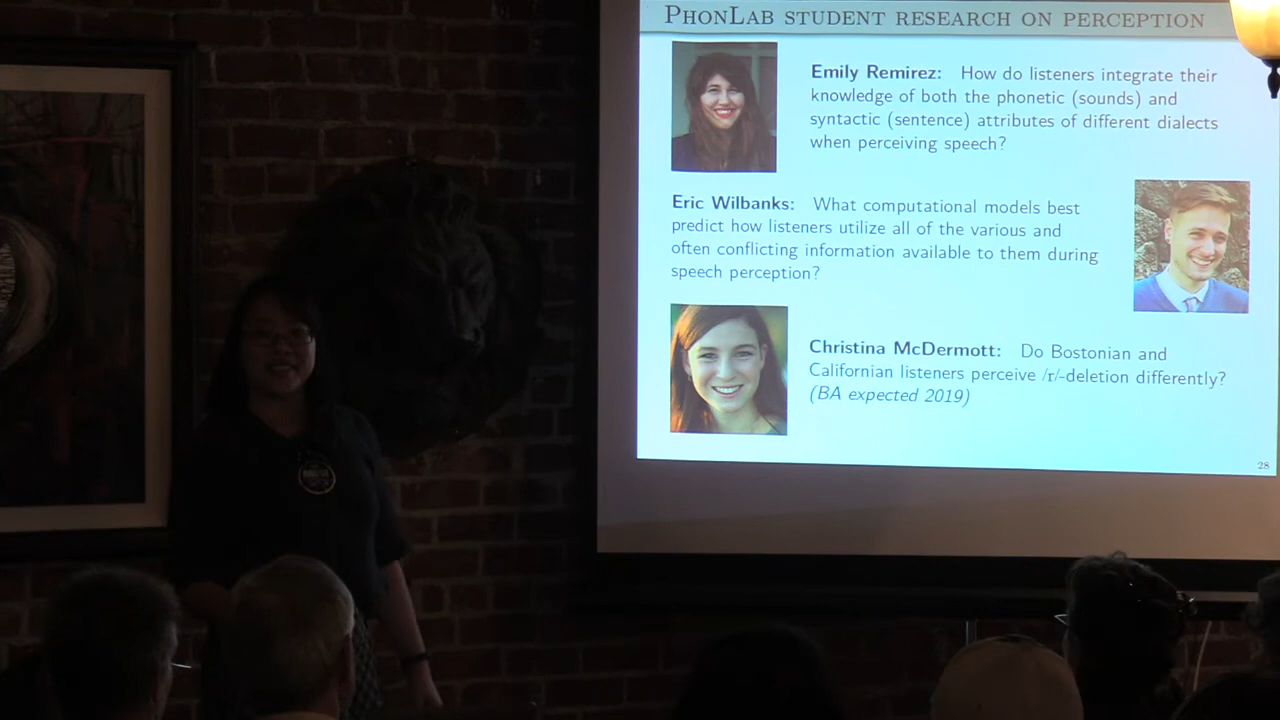 PHONLAB STUDENT RESEARCH ON PERCEPTION
Emily Remirez: How do listeners integrate their
knowledge of both the phonetic (sounds) and
syntactic (sentence) attributes of different dialects
when perceiving speech?
Eric Wilbanks: What computational models best
predict how listeners utilize all of the various and
often conflicting information available to them during
speech perception?
Christina McDermott: Do Bostonian and
Californian listeners perceive /r/-deletion differently?
(BA expected 2019)
28